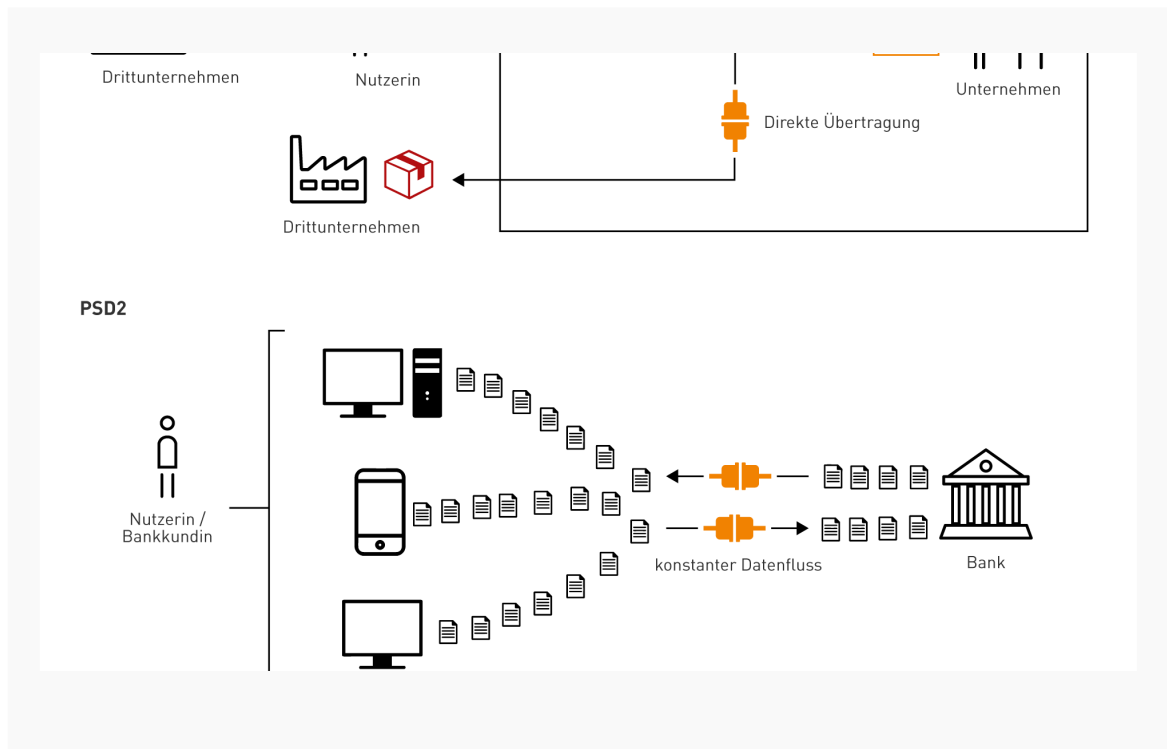 Drittunternehmen
Nutzerin
Unternehmen
Direkte Übertragung
Drittunternehmen
PSD2
Nutzerin /
Bankkundin
konstanter Datenfluss
Bank